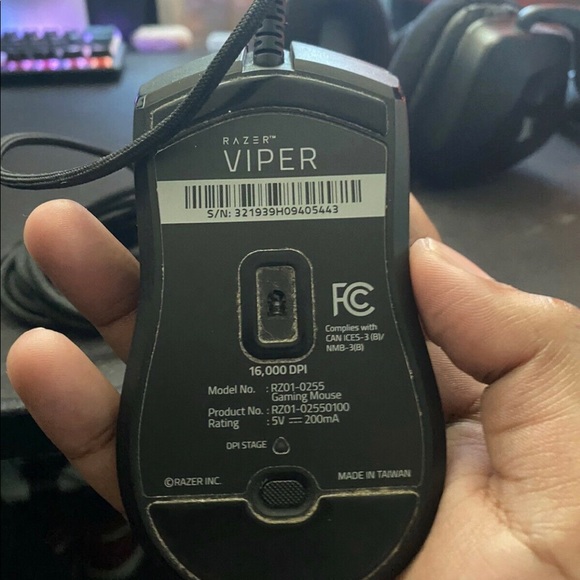 RAZER™
VIPER
S/N: 321939H09405443
FC
Complies with
CAN ICES-3 (B)/
NMB-3(B)
16,000 DPI
Model No. : RZ01-0255
Gaming Mouse
Product No. : RZ01-02550100
Rating : 5V ⎓ 200mA
DPI STAGE
©RAZER INC.
MADE IN TAIWAN